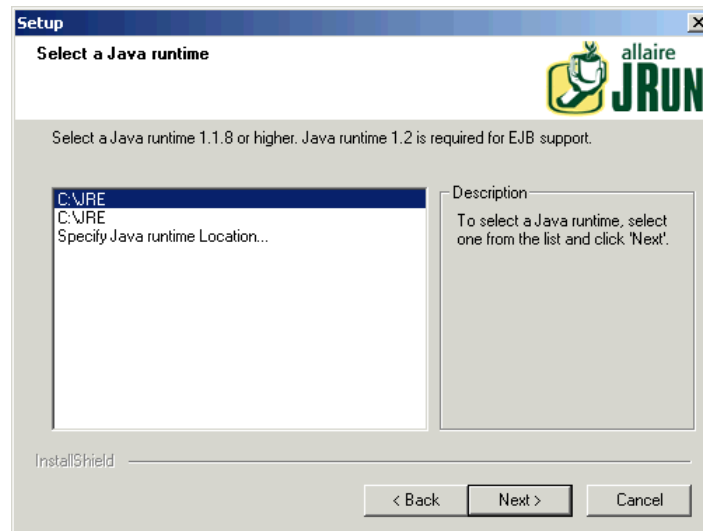 Setup
Select a Java runtime
allaire
JRUN
Select a Java runtime 1.1.8 or higher. Java runtime 1.2 is required for EJB support.
C:\JRE
C:\JRE
Specify Java runtime Location...
Description
To select a Java runtime, select
one from the list and click 'Next'.
InstallShield
< Back
Next >
Cancel